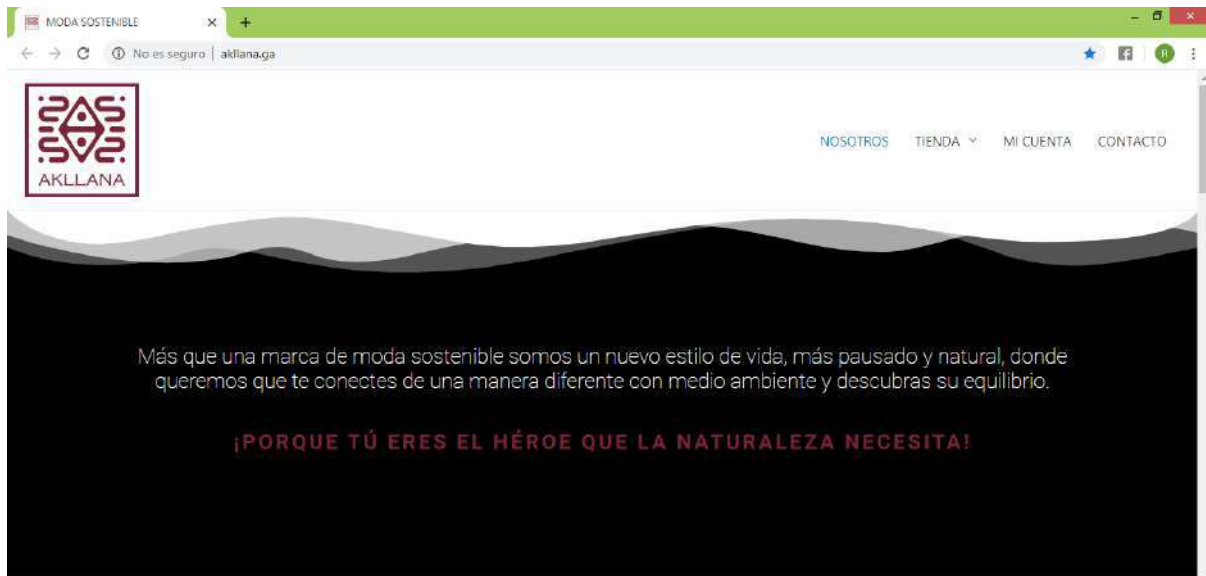 MODA SOSTENIBLE
No es seguro | akllana.ga
AKLLANA
NOSOTROS TIENDA MI CUENTA CONTACTO
Más que una marca de moda sostenible somos un nuevo estilo de vida, más pausado y natural, donde
queremos que te conectes de una manera diferente con medio ambiente y descubras su equilibrio.
¡PORQUE TÚ ERES EL HÉROE QUE LA NATURALEZA NECESITA!